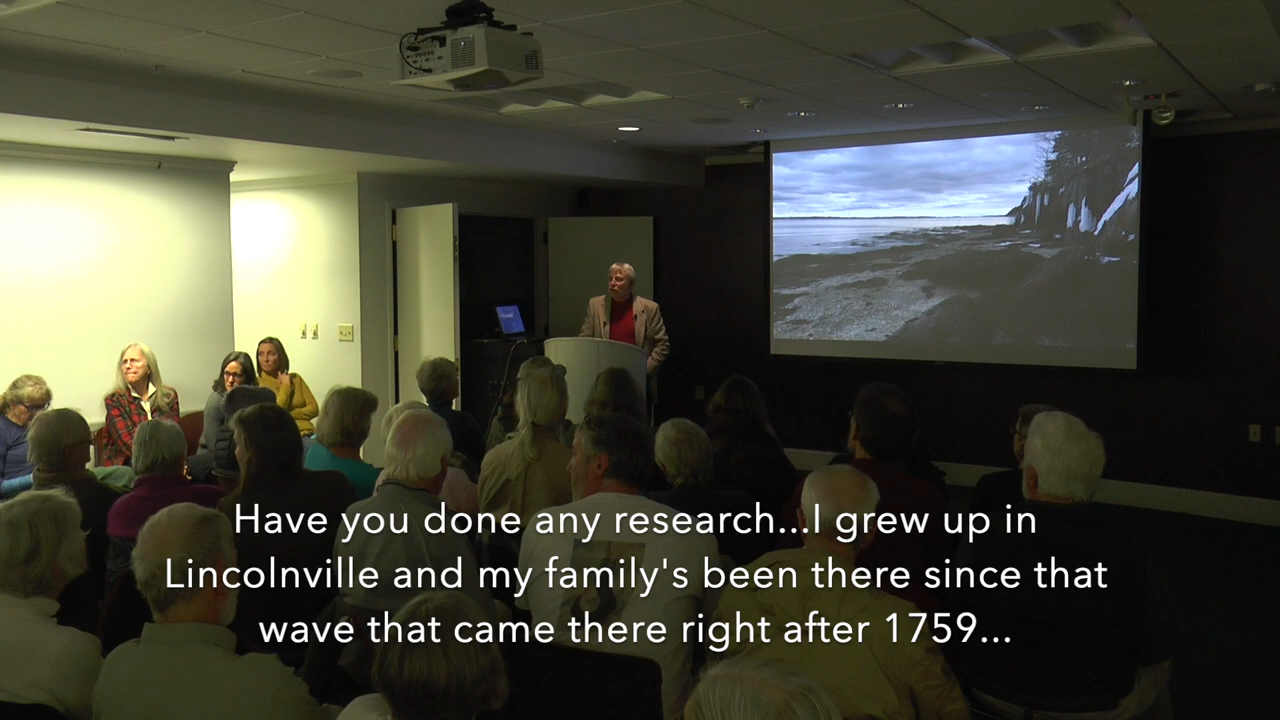 Have you done any research...I grew up in
Lincolnville and my family's been there since that
wave that came there right after 1759...